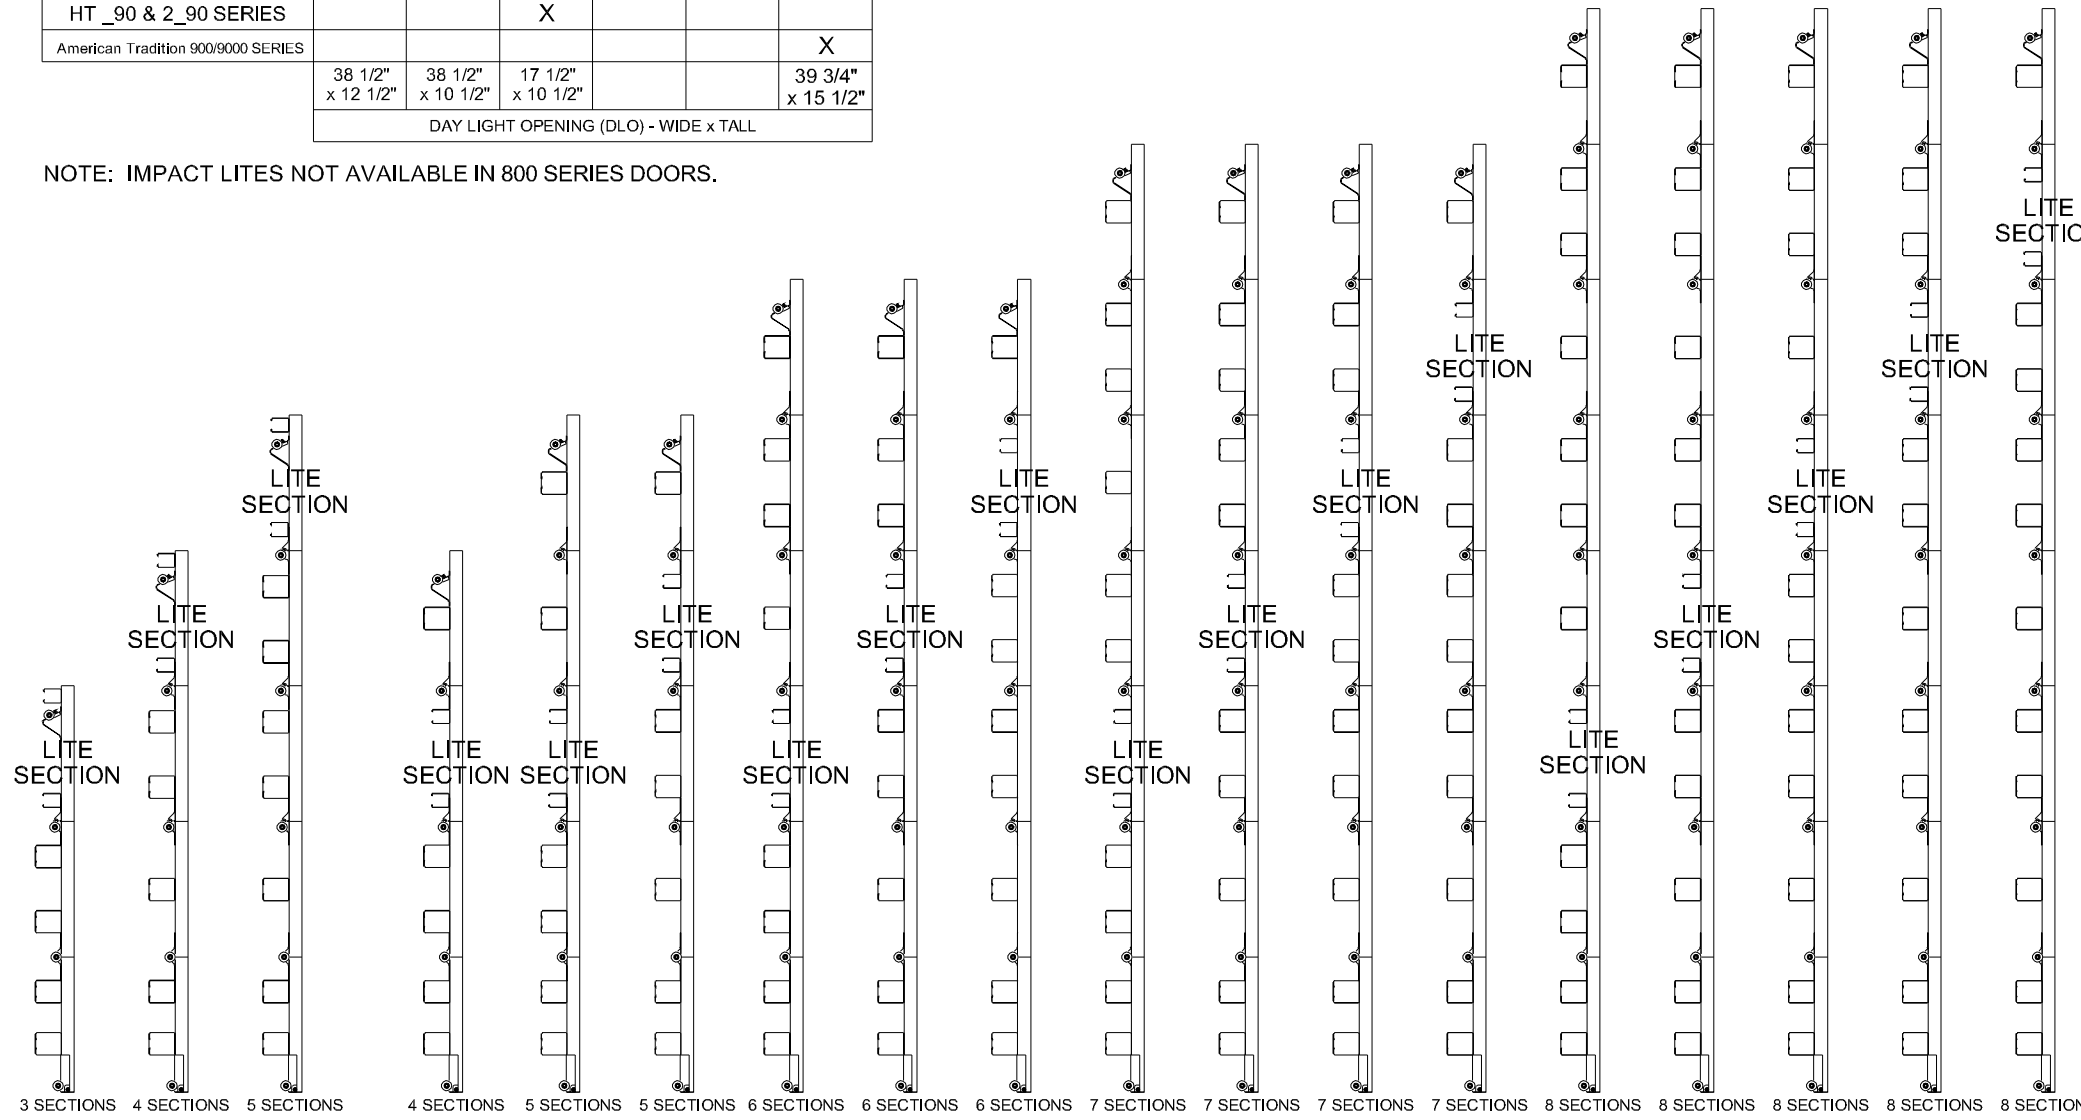 HT _90 & 2_90 SERIES X
American Tradition 900/9000 SERIES X
38 1/2" 38 1/2" 17 1/2" 39 3/4"
x 12 1/2" x 10 1/2" x 10 1/2" x 15 1/2"
DAY LIGHT OPENING (DLO) - WIDE x TALL
NOTE: IMPACT LITES NOT AVAILABLE IN 800 SERIES DOORS.
LITE
SECTION
LITE
SECTION
LITE
SECTION
LITE
SECTION
LITE
SECTION
LITE
SECTION
LITE
SECTION
LITE
SECTION
LITE
SECTION
LITE
SECTION
LITE
SECTION
LITE
SECTION
LITE
SECTION
LITE
SECTION
LITE
SECTION
LITE
SECTION
LITE
SECTION
LITE
SECTIO
3 SECTIONS 4 SECTIONS 5 SECTIONS 4 SECTIONS 5 SECTIONS 5 SECTIONS 6 SECTIONS 6 SECTIONS 6 SECTIONS 7 SECTIONS 7 SECTIONS 7 SECTIONS 7 SECTIONS 8 SECTIONS 8 SECTIONS 8 SECTIONS 8 SECTIONS 8 SECTION